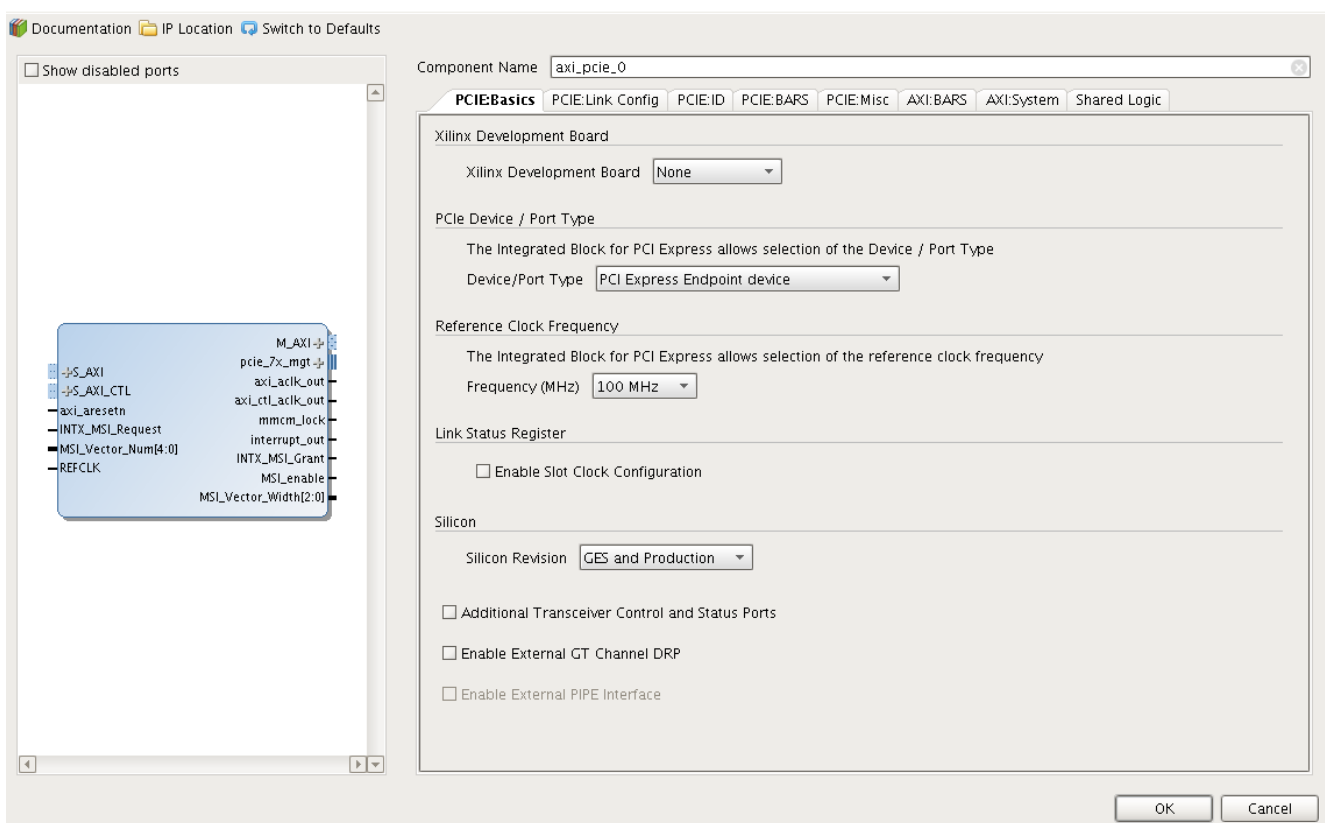 Documentation IP Location Switch to Defaults
Show disabled ports
M_AXI
pcie_7x_mgt
S_AXI
axi_aclk_out
S_AXI_CTL
axi_ctl_aclk_out
axi_aresetn
mmcm_lock
INTX_MSI_Request
interrupt_out
MSI_Vector_Num[4:0]
INTX_MSI_Grant
REFCLK
MSI_enable
MSI_Vector_Width[2:0]
Component Name axi_pcie_0
PCIE:Basics PCIE:Link Config PCIE:ID PCIE:BARS PCIE:Misc AXI:BARS AXI:System Shared Logic
Xilinx Development Board
Xilinx Development Board None
PCIe Device / Port Type
The Integrated Block for PCI Express allows selection of the Device / Port Type
Device/Port Type PCI Express Endpoint device
Reference Clock Frequency
The Integrated Block for PCI Express allows selection of the reference clock frequency
Frequency (MHz) 100 MHz
Link Status Register
Enable Slot Clock Configuration
Silicon
Silicon Revision GES and Production
Additional Transceiver Control and Status Ports
Enable External GT Channel DRP
Enable External PIPE Interface
OK Cancel